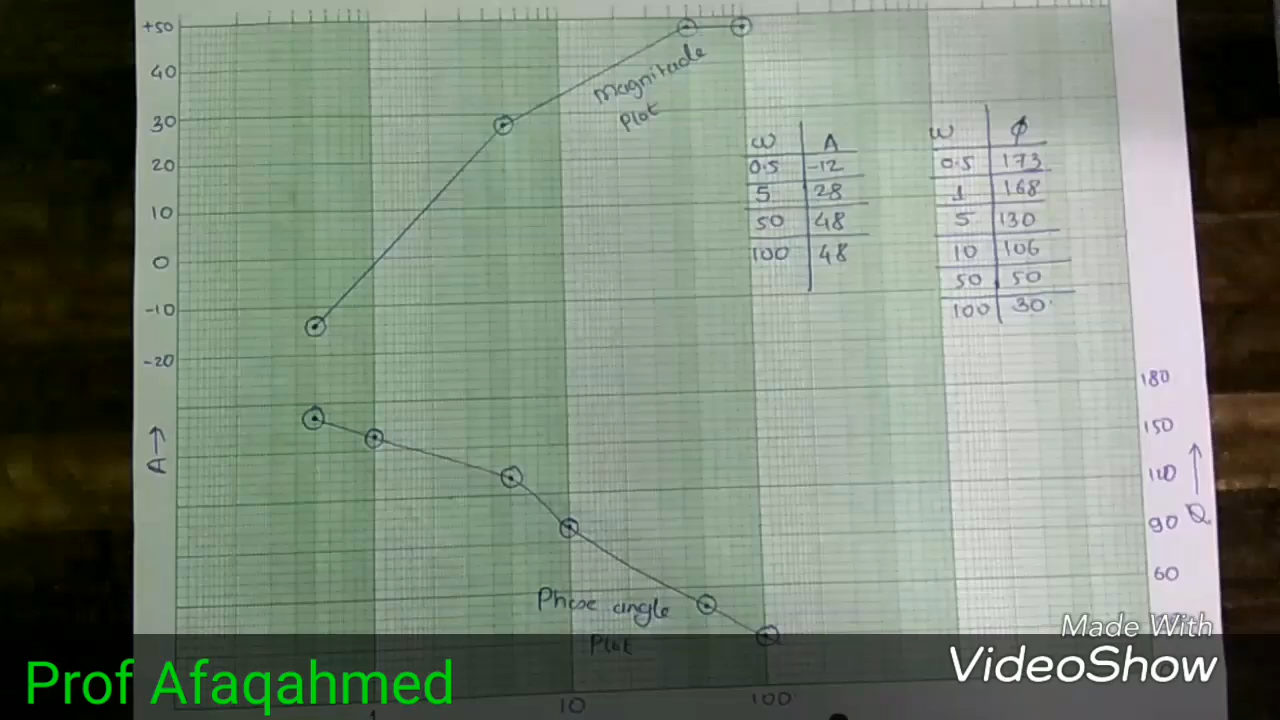 +50
40
30
20
10
0
-10
-20
A→
Magnitude
plot
ω A
0.5 -12
5 28
50 48
100 48
ω ϕ
0.5 173
1 168
5 130
10 106
50 50
100 30
180
150
120
90
60
Phase angle
plot
1 10 100
Made With
VideoShow
Prof Afaqahmed